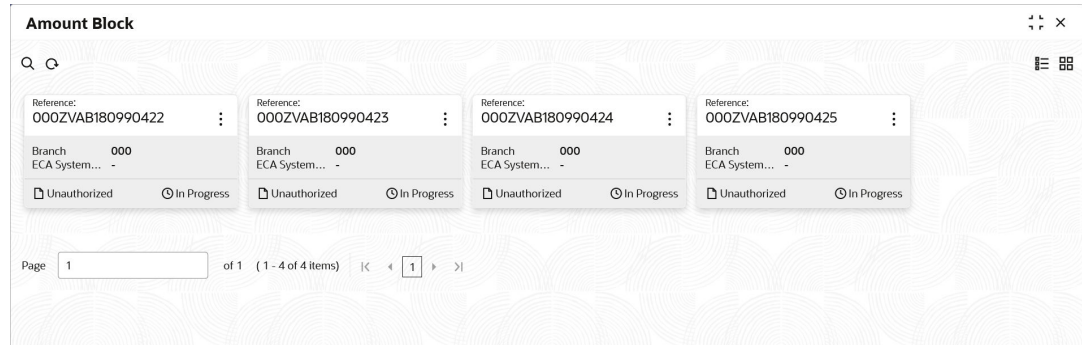 Amount Block
Reference:
000ZVAB180990422
Branch 000
ECA System... -
Unauthorized In Progress
Reference:
000ZVAB180990423
Branch 000
ECA System... -
Unauthorized In Progress
Reference:
000ZVAB180990424
Branch 000
ECA System... -
Unauthorized In Progress
Reference:
000ZVAB180990425
Branch 000
ECA System... -
Unauthorized In Progress
Page 1 of 1 (1 - 4 of 4 items) 1